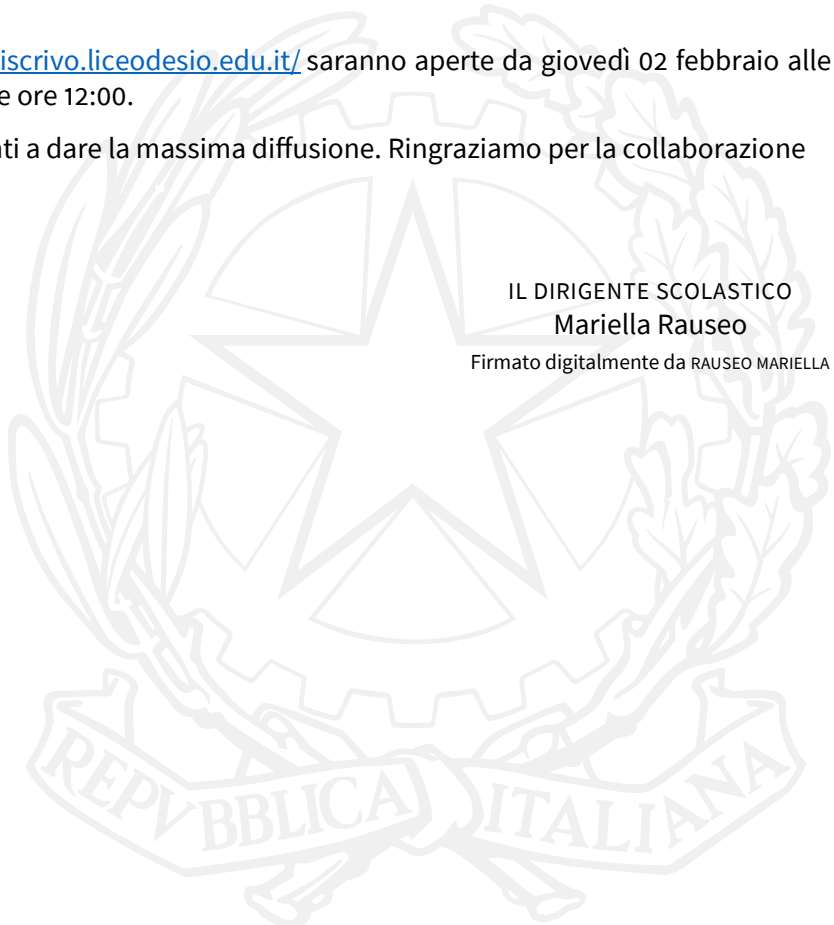 iscrivo.liceodesio.edu.it/ saranno aperte da giovedì 02 febbraio alle
e ore 12:00.
ti a dare la massima diffusione. Ringraziamo per la collaborazione
IL DIRIGENTE SCOLASTICO
Mariella Rauseo
Firmato digitalmente da RAUSEO MARIELLA
REPVBBLICA ITALIANA